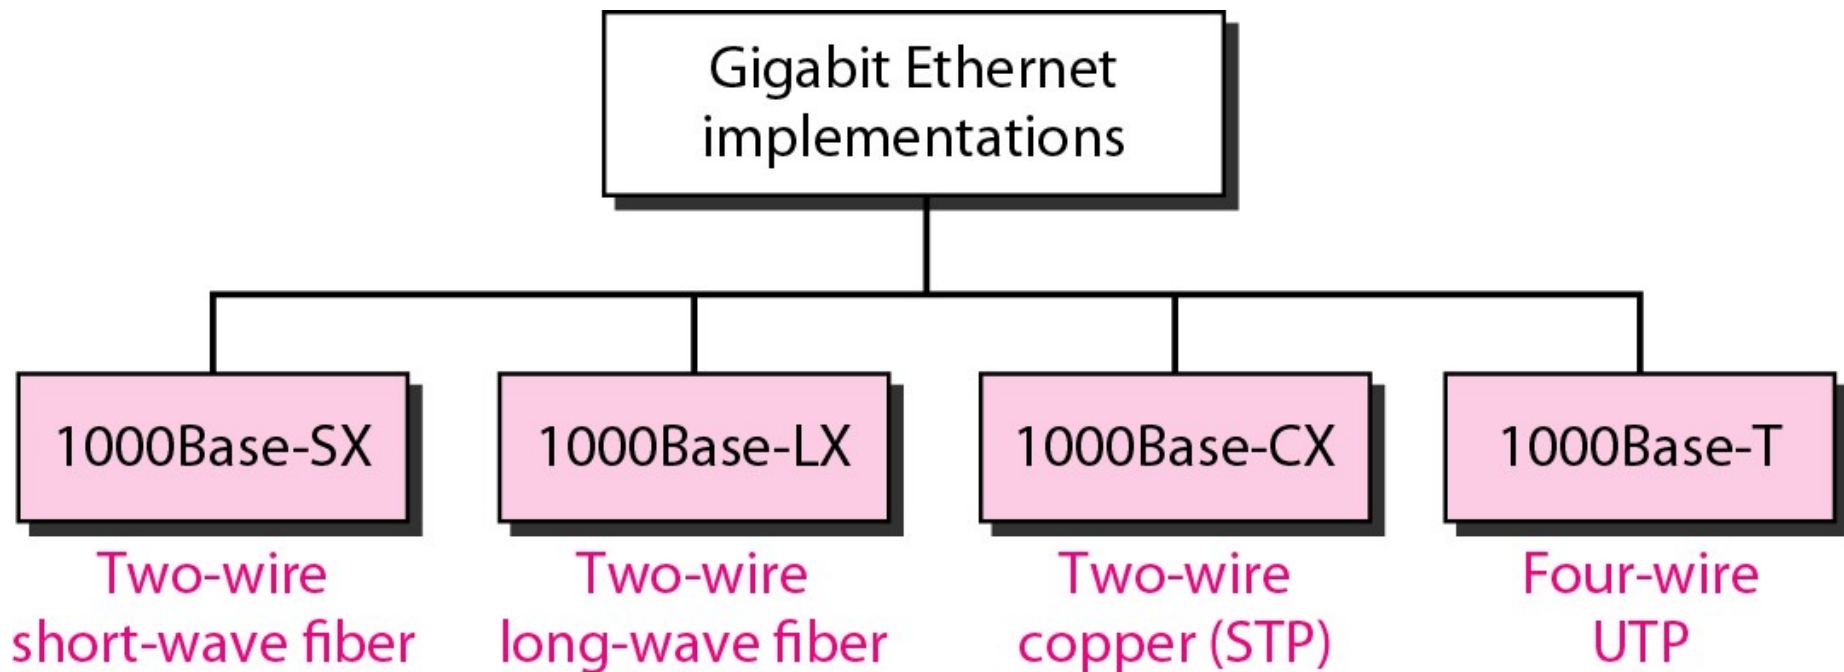 Gigabit Ethernet
implementations
1000Base-SX
1000Base-LX
1000Base-CX
1000Base-T
Two-wire
short-wave fiber
Two-wire
long-wave fiber
Two-wire
copper (STP)
Four-wire
UTP